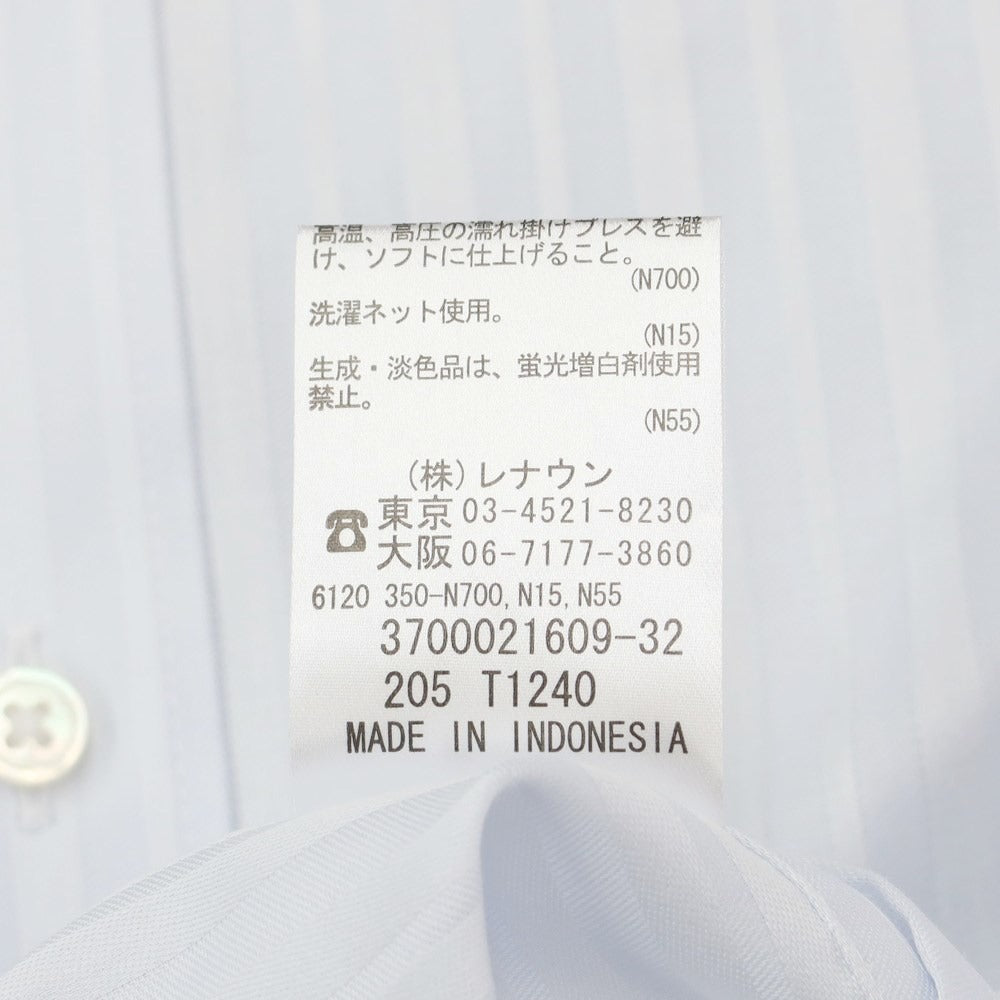 高温、高圧の濡れ掛けプレスを避
け、ソフトに仕上げること。
(N700)
洗濯ネット使用。
(N15)
生成・淡色品は、蛍光増白剤使用
禁止。
(N55)
(株)レナウン
東京 03-4521-8230
大阪 06-7177-3860
6120 350-N700, N15, N55
3700021609-32
205 T1240
MADE IN INDONESIA